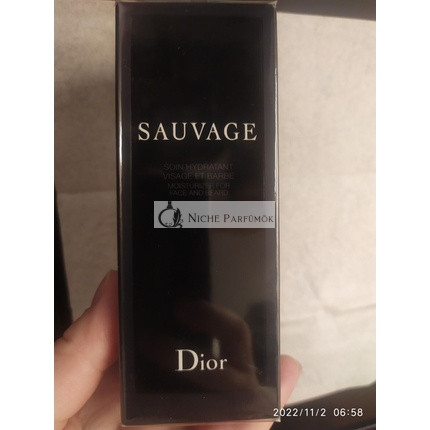 SAUVAGE
SOIN HYDRATANT
VISAGE ET BARBE
MOISTURIZER FOR
FACE AND BEARD
NICHE PARFÜMÖK
Dior
2022/11/2 06:58